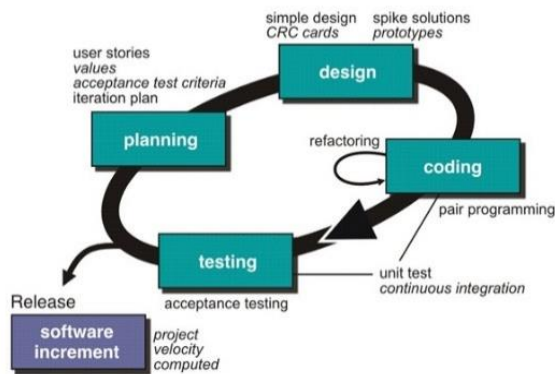 simple design
CRC cards
spike solutions
prototypes
user stories
values
acceptance test criteria
iteration plan
design
planning
refactoring
coding
pair programming
testing
unit test
continuous integration
acceptance testing
Release
software
increment
project
velocity
computed